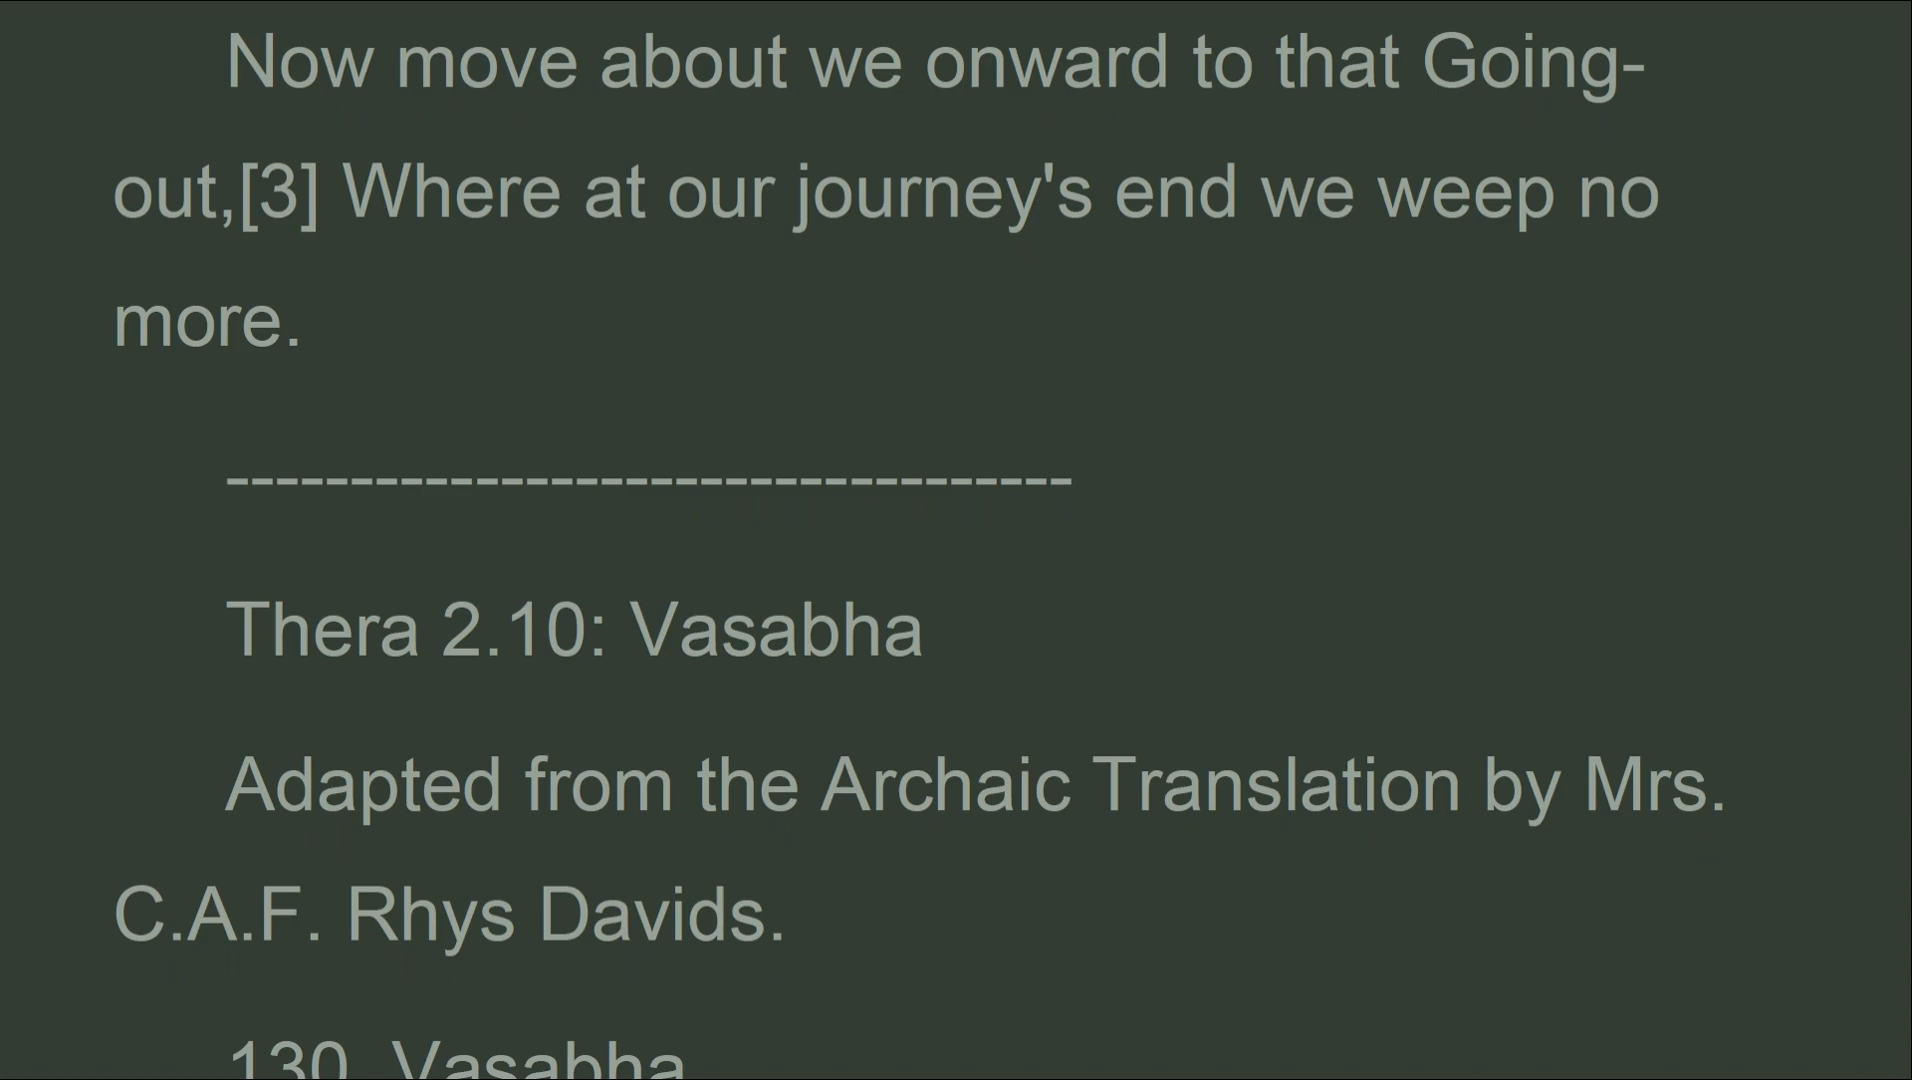 Now move about we onward to that Going-
out,[3] Where at our journey's end we weep no
more.
----------------------------------
Thera 2.10: Vasabha
Adapted from the Archaic Translation by Mrs.
C.A.F. Rhys Davids.
130 Vasabha